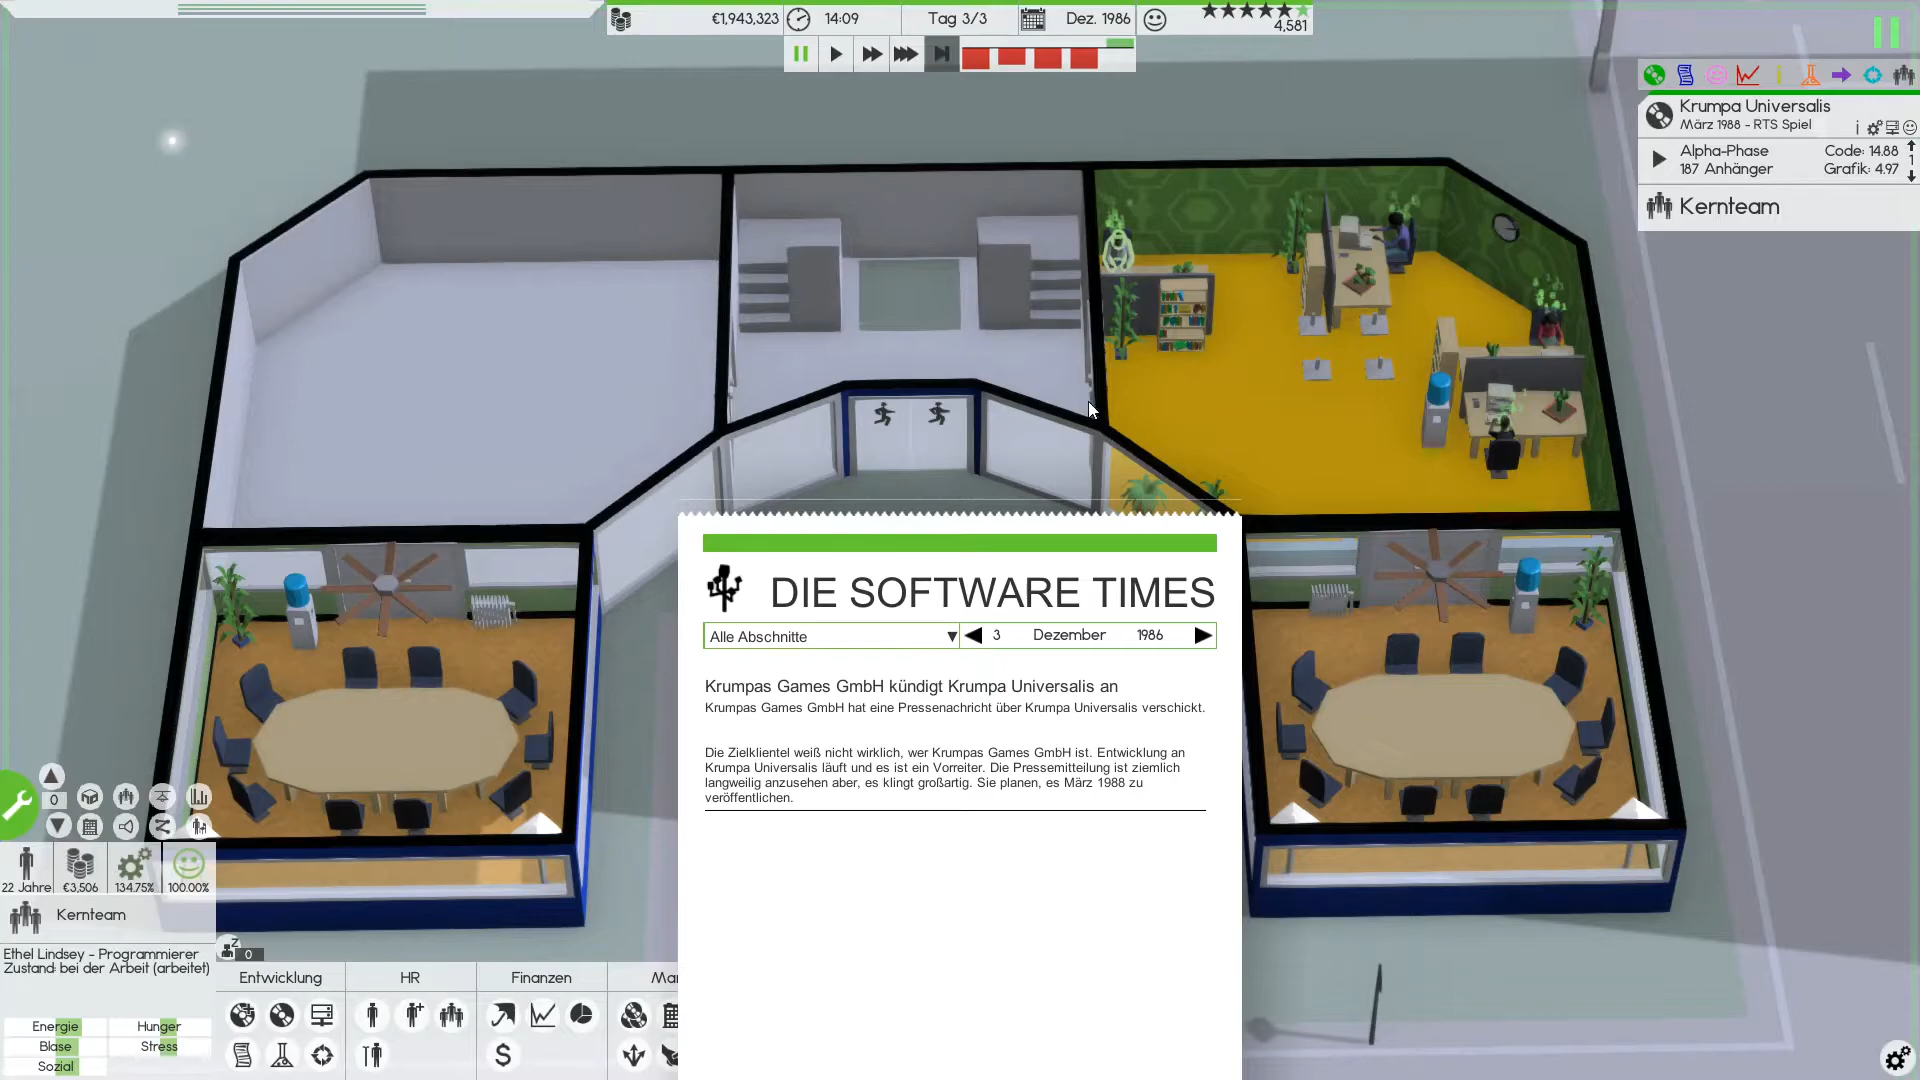 €1,943,323
14:09
Tag 3/3
Dez. 1986
4,581
Krumpa Universalis
März 1988 - RTS Spiel
Alpha-Phase
Code: 14.88
187 Anhänger
Grafik: 4.97
1
Kernteam
DIE SOFTWARE TIMES
Alle Abschnitte
3 Dezember 1986
Krumpas Games GmbH kündigt Krumpa Universalis an
Krumpas Games GmbH hat eine Pressenachricht über Krumpa Universalis verschickt.
Die Zielklientel weiß nicht wirklich, wer Krumpas Games GmbH ist. Entwicklung an
Krumpa Universalis läuft und es ist ein Vorreiter. Die Pressemitteilung ist ziemlich
langweilig anzusehen aber, es klingt großartig. Sie planen, es März 1988 zu
veröffentlichen.
0
22 Jahre
€3,506
134.75%
100.00%
Kernteam
Ethel Lindsey - Programmierer
Zustand: bei der Arbeit (arbeitet)
Energie
Hunger
Blase
Stress
Sozial
0
Entwicklung
HR
Finanzen
Mar